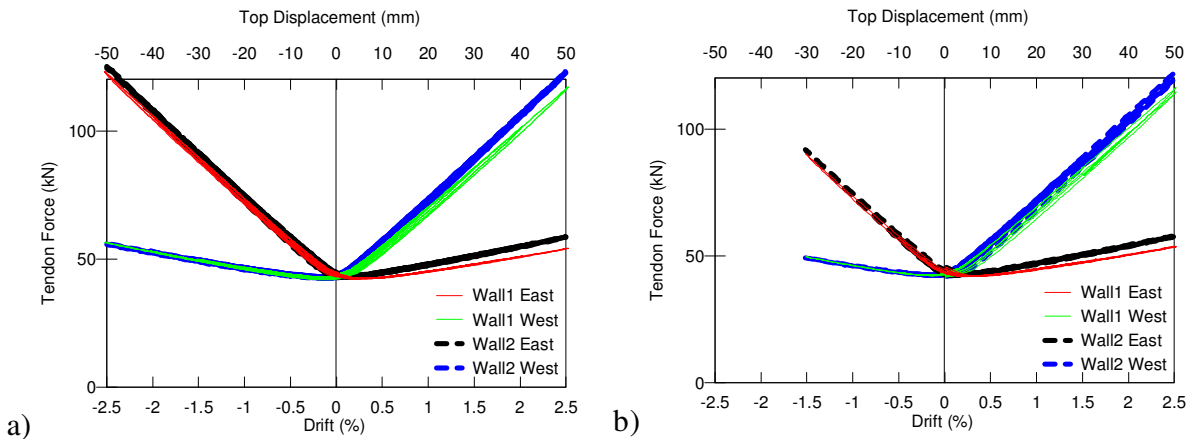 Top Displacement (mm)
-50 -40 -30 -20 -10 0 10 20 30 40 50
Tendon Force (kN)
100
50
0
Wall1 East
Wall1 West
Wall2 East
Wall2 West
-2.5 -2 -1.5 -1 -0.5 0 0.5 1 1.5 2 2.5
Drift (%)
a)
Top Displacement (mm)
-50 -40 -30 -20 -10 0 10 20 30 40 50
Tendon Force (kN)
100
50
0
Wall1 East
Wall1 West
Wall2 East
Wall2 West
-2.5 -2 -1.5 -1 -0.5 0 0.5 1 1.5 2 2.5
Drift (%)
b)